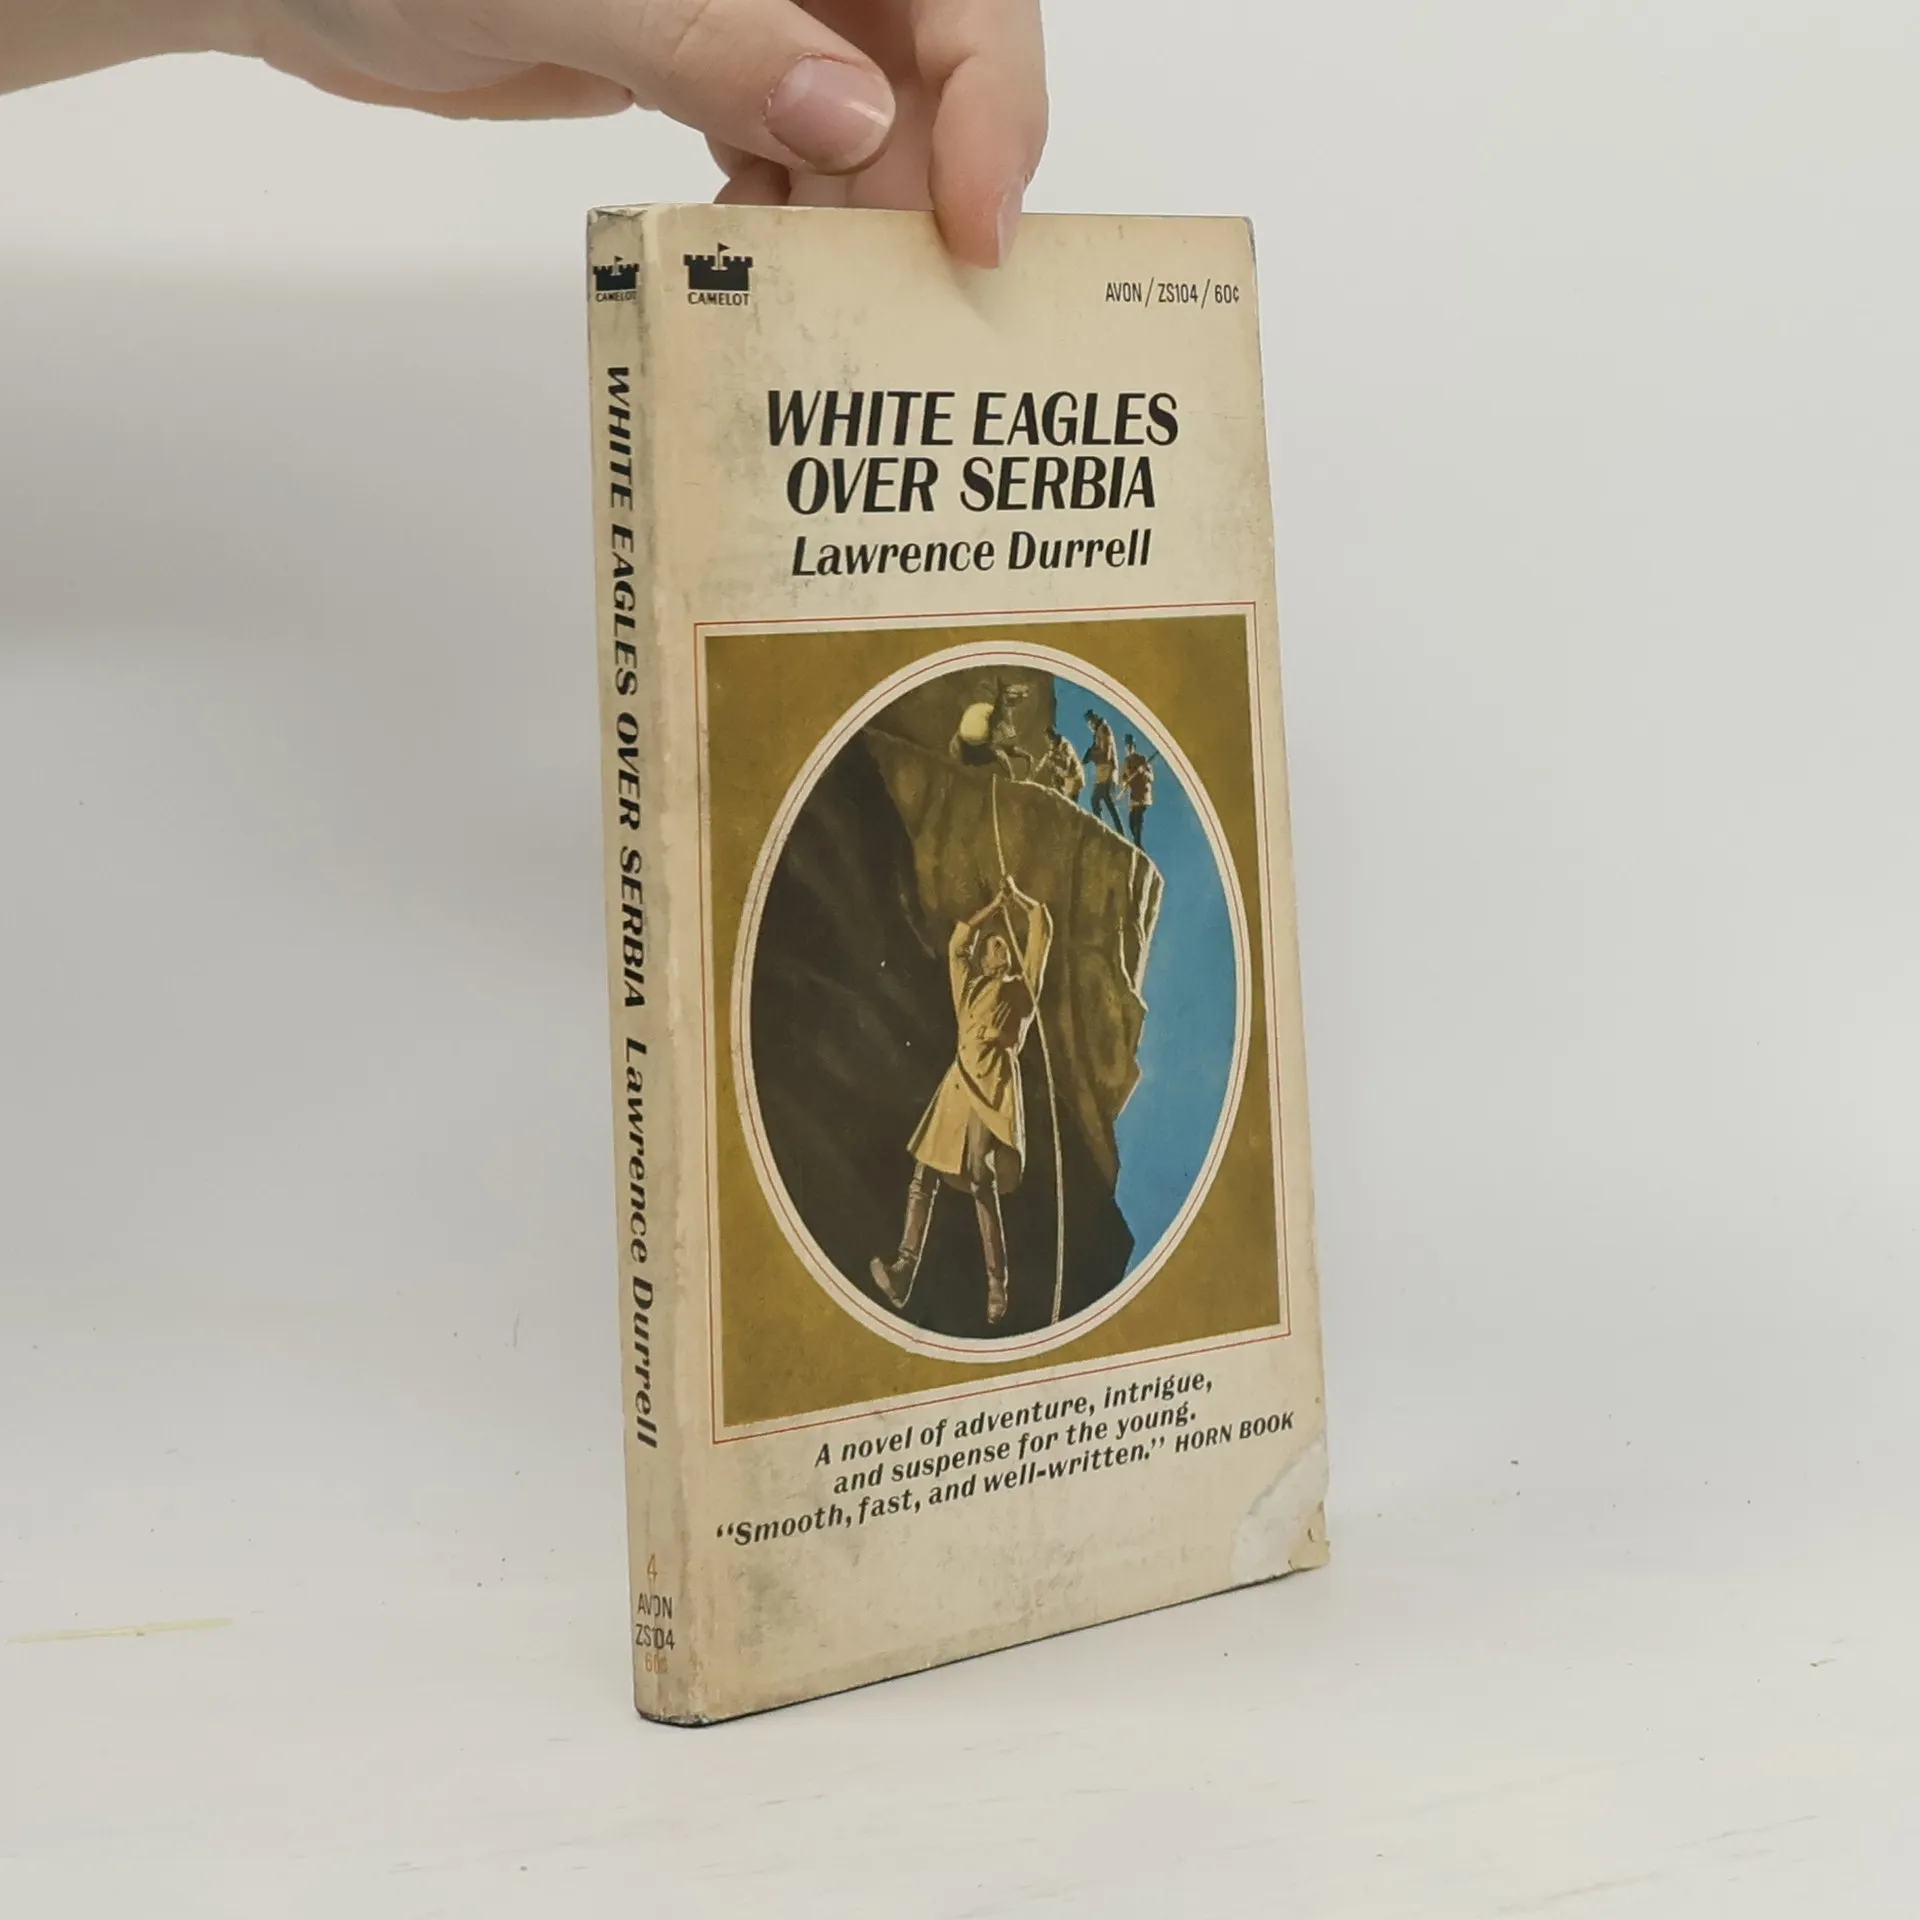 CAMELOT
WHITE EAGLES OVER SERBIA Lawrence Durrell
4
AVON
ZS104
60¢
CAMELOT
AVON/ZS104/60¢
WHITE EAGLES
OVER SERBIA
Lawrence Durrell
A novel of adventure, intrigue,
and suspense for the young.
“Smooth, fast, and well-written.” HORN BOOK